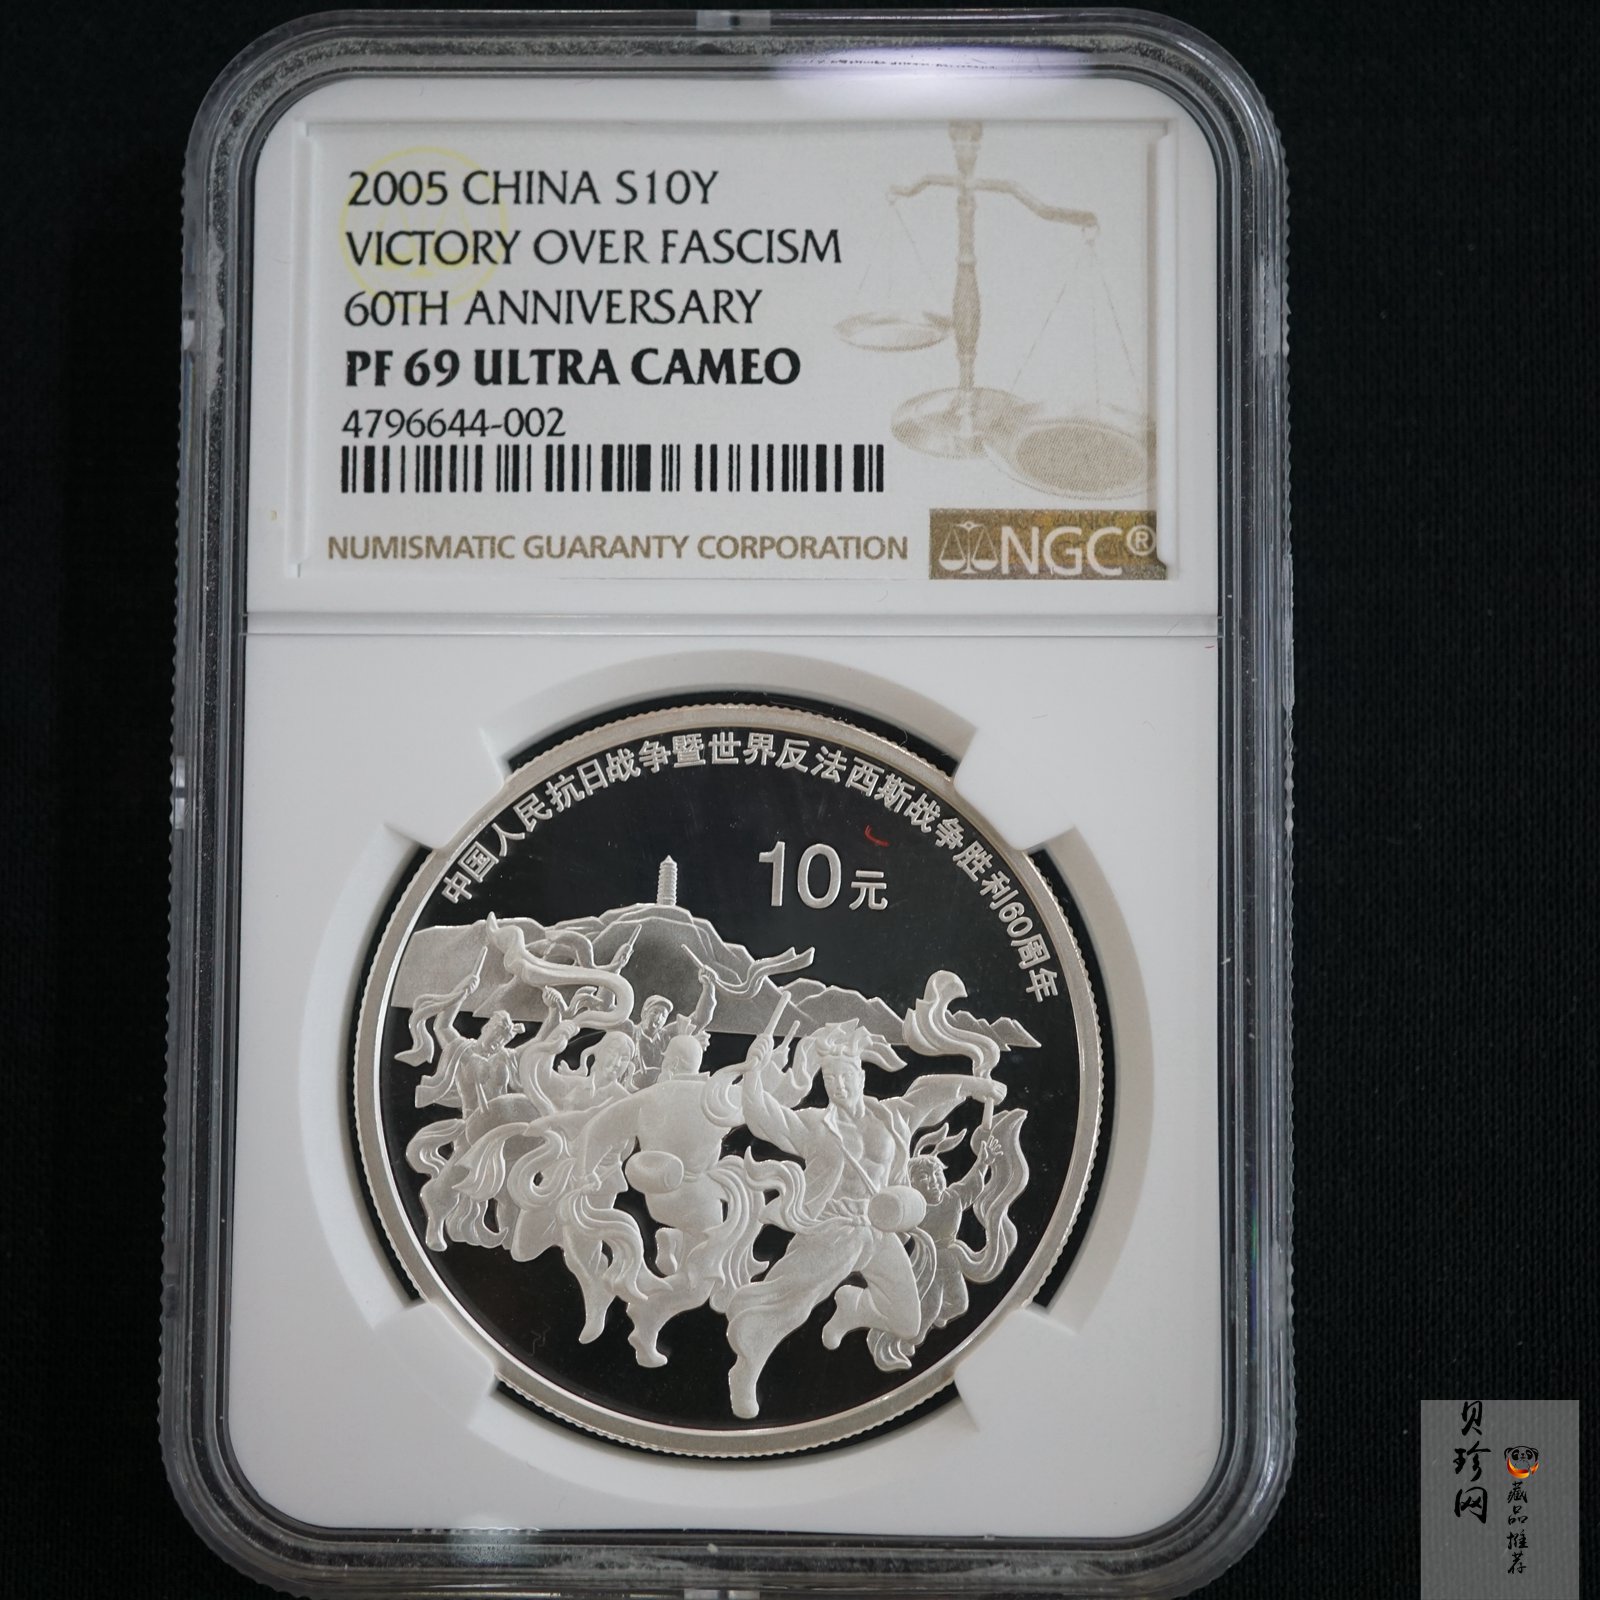 2005 CHINA S10Y
VICTORY OVER FASCISM
60TH ANNIVERSARY
PF 69 ULTRA CAMEO
4796644-002
NUMISMATIC GUARANTY CORPORATION
NGC®
中国人民抗日战争暨世界反法西斯战争胜利60周年
10元
贝珍网
藏品推荐